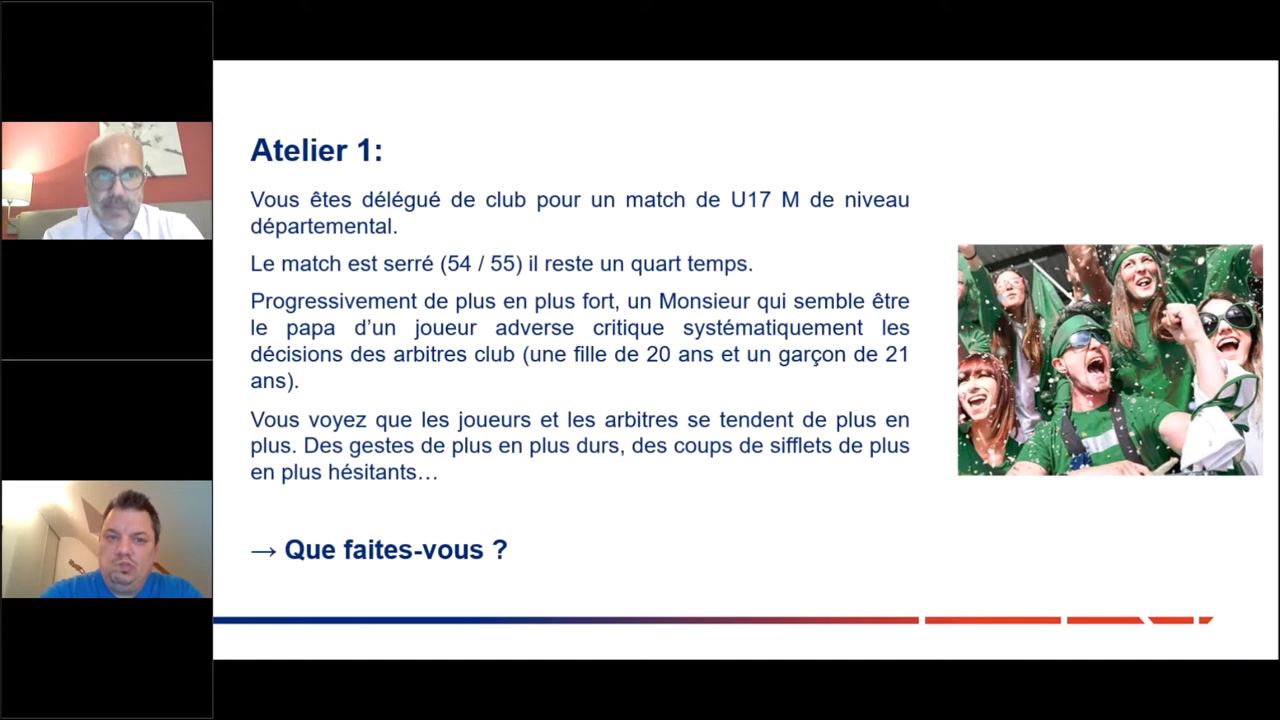 Atelier 1:
Vous êtes délégué de club pour un match de U17 M de niveau
départemental.
Le match est serré (54 / 55) il reste un quart temps.
Progressivement de plus en plus fort, un Monsieur qui semble être
le papa d’un joueur adverse critique systématiquement les
décisions des arbitres club (une fille de 20 ans et un garçon de 21
ans).
Vous voyez que les joueurs et les arbitres se tendent de plus en
plus. Des gestes de plus en plus durs, des coups de sifflets de plus
en plus hésitants…
→ Que faites-vous ?